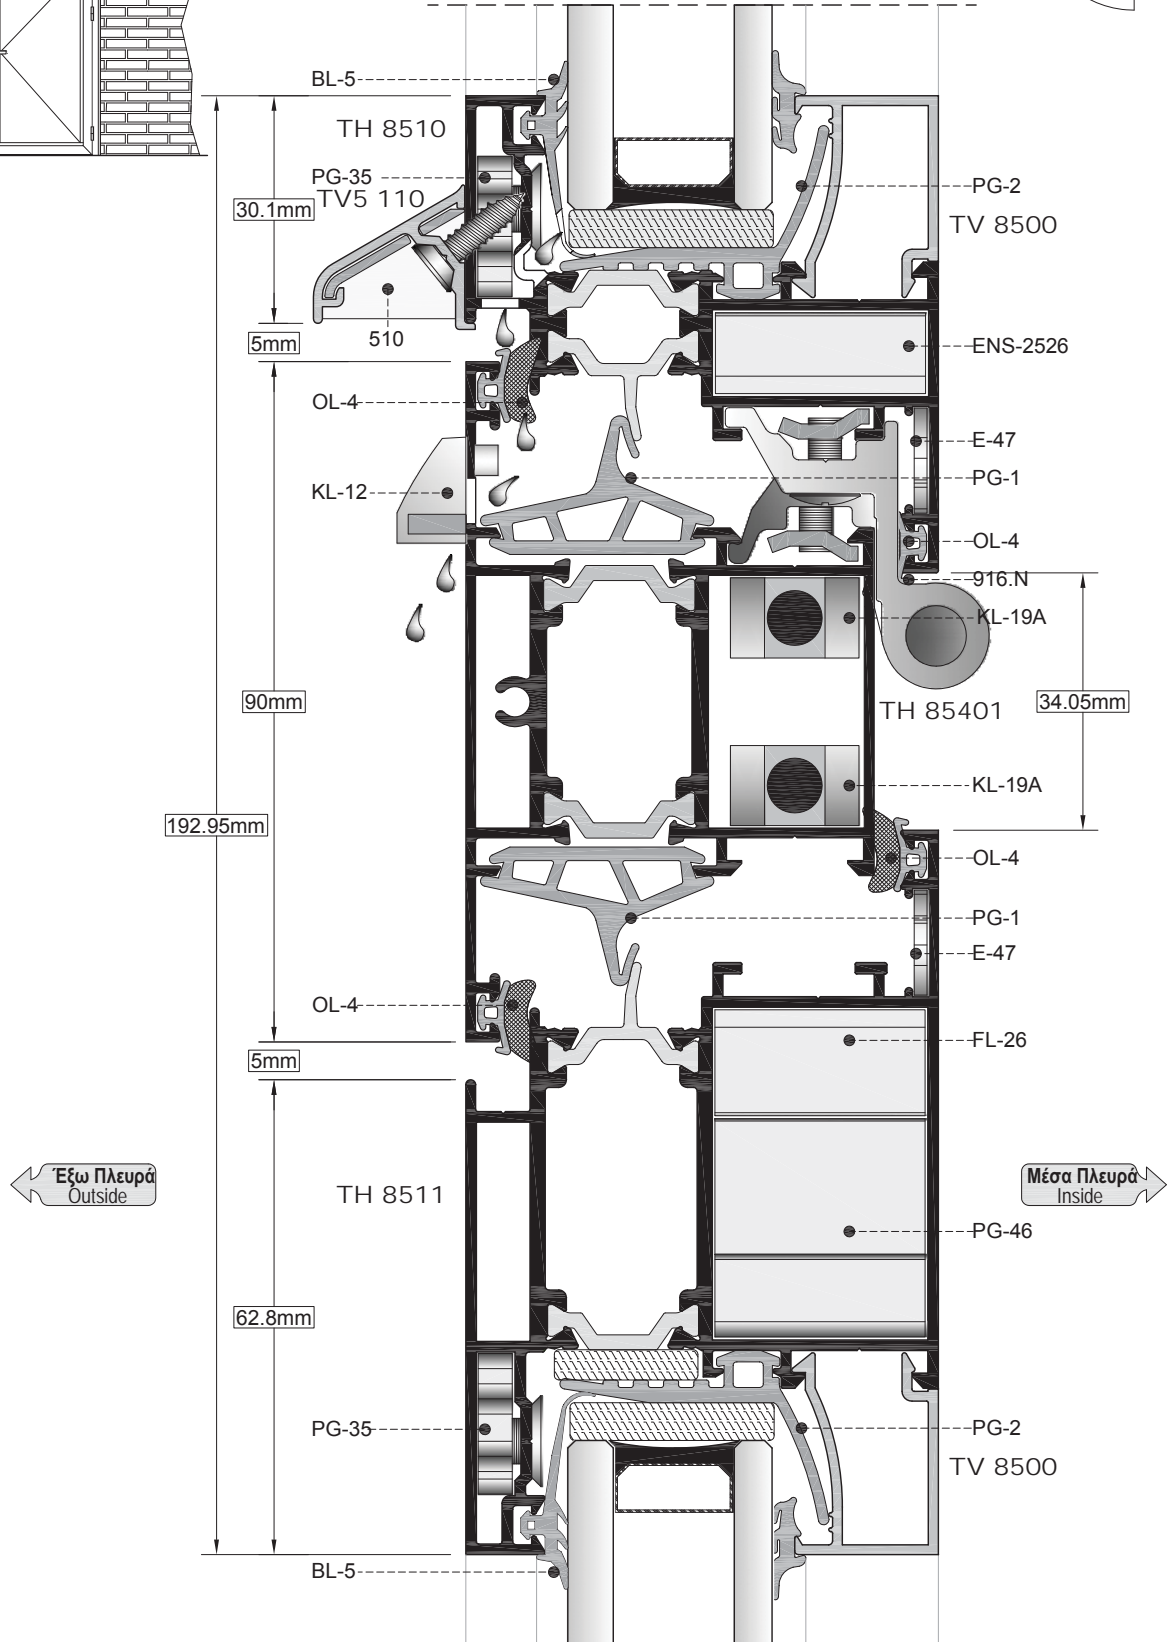 BL-5
TH 8510
PG-35
TV5 110
PG-2
30.1mm
TV 8500
510
5mm
ENS-2526
OL-4
E-47
PG-1
KL-12
OL-4
916.N
KL-19A
90mm
34.05mm
TH 85401
KL-19A
192.95mm
OL-4
PG-1
E-47
OL-4
FL-26
5mm
Έξω Πλευρά
Outside
TH 8511
Μέσα Πλευρά
Inside
PG-46
62.8mm
PG-35
PG-2
TV 8500
BL-5